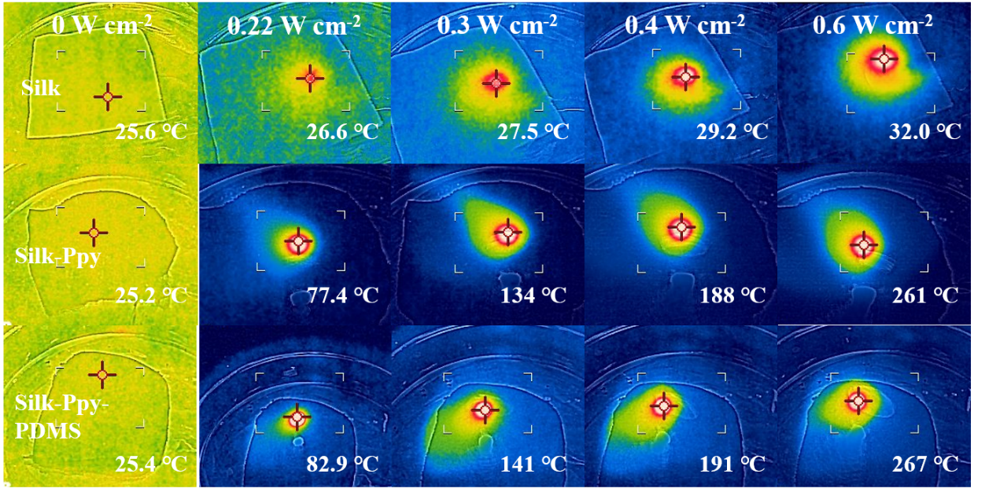 0 W cm-2
0.22 W cm-2
0.3 W cm-2
0.4 W cm-2
0.6 W cm-2
Silk
25.6 ℃
26.6 ℃
27.5 ℃
29.2 ℃
32.0 ℃
Silk-Ppy
25.2 ℃
77.4 ℃
134 ℃
188 ℃
261 ℃
Silk-Ppy-
PDMS
25.4 ℃
82.9 ℃
141 ℃
191 ℃
267 ℃